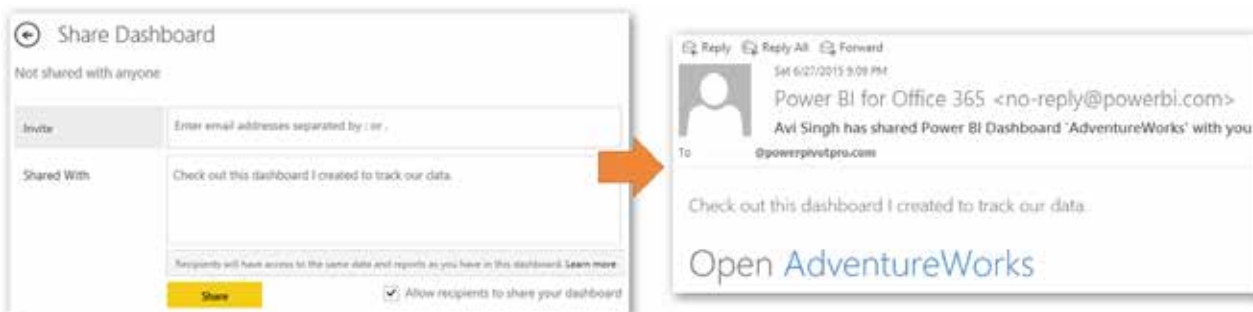 Share Dashboard
Not shared with anyone
Invite
Enter email addresses separated by ; or ,
Shared With
Check out this dashboard I created to track our data.
Recipients will have access to the same data and reports as you have in this dashboard. Learn more
Share
Allow recipients to share your dashboard
Reply Reply All Forward
Sat 6/27/2015 9:09 PM
Power BI for Office 365 <no-reply@powerbi.com>
Avi Singh has shared Power BI Dashboard 'AdventureWorks' with you
To @powerpivotpro.com
Check out this dashboard I created to track our data.
Open AdventureWorks